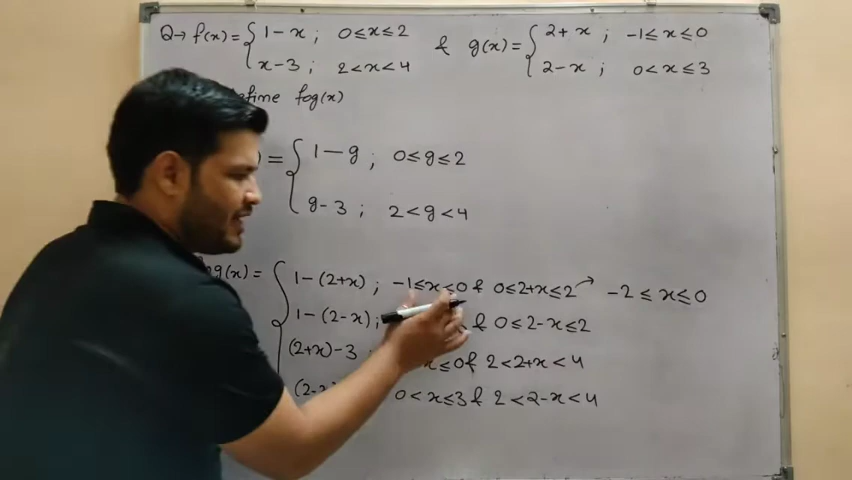 Q→ f(x) = { 1-x ; 0≤x≤2 & g(x) = { 2+x ; -1≤x≤0
x-3 ; 2<x<4 2-x ; 0<x≤3
fog(x)
) = { 1-g ; 0≤g≤2
g-3 ; 2<g<4
og(x) = { 1-(2+x) ; -1≤x≤0 & 0≤2+x≤2 → -2≤x≤0
1-(2-x) ; & 0≤2-x≤2
(2+x)-3 x≤0 & 2<2+x<4
(2- 0<x≤3 & 2<2-x<4